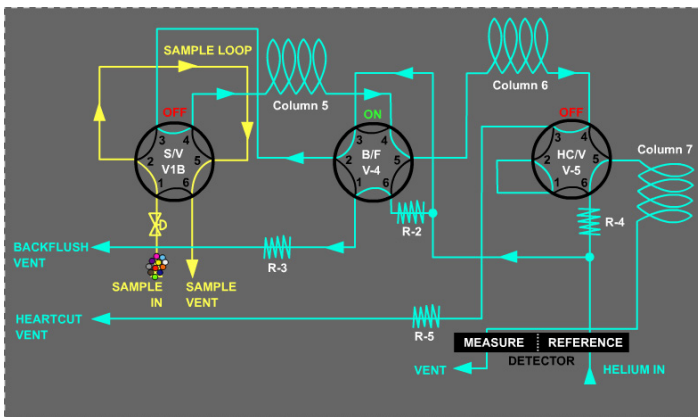 SAMPLE LOOP
Column 5
Column 6
Column 7
OFF
3 4
S/V
2 5
V1B
1 6
ON
3 4
B/F
2 5
V-4
1 6
OFF
3 4
HC/V
2 5
V-5
1 6
R-2
R-4
BACKFLUSH
VENT
R-3
SAMPLE
IN
SAMPLE
VENT
HEARTCUT
VENT
R-5
MEASURE REFERENCE
DETECTOR
VENT
HELIUM IN